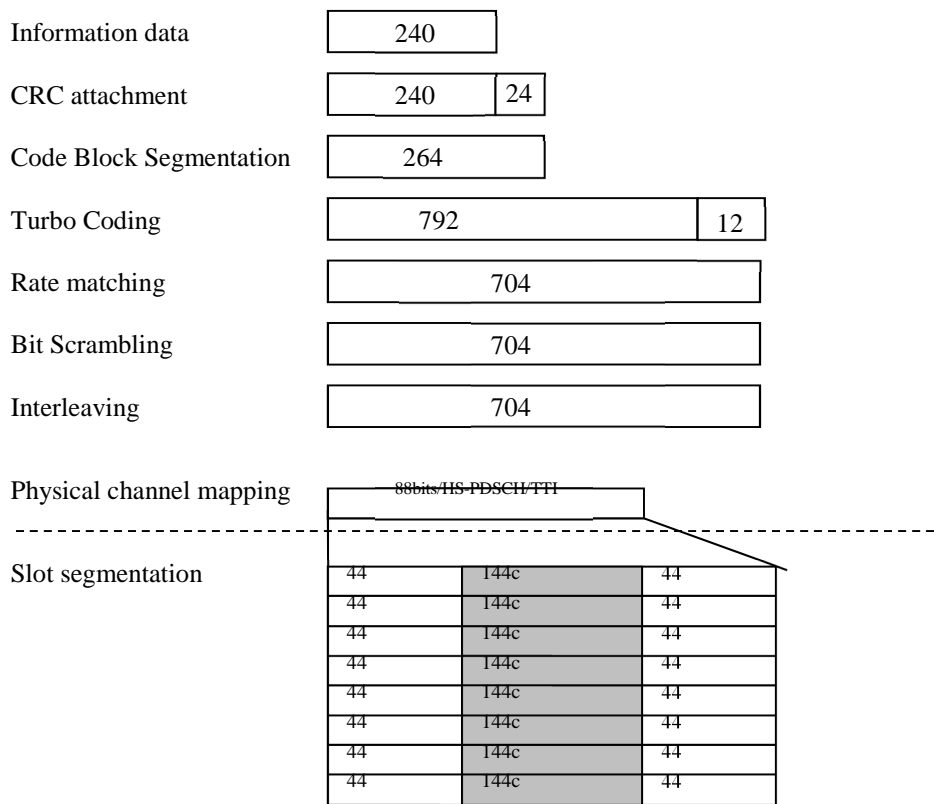 Information data 240
CRC attachment 240 24
Code Block Segmentation 264
Turbo Coding 792 12
Rate matching 704
Bit Scrambling 704
Interleaving 704
Physical channel mapping 88bits/HS-PDSCH/TTI
Slot segmentation 44 144c 44
44 144c 44
44 144c 44
44 144c 44
44 144c 44
44 144c 44
44 144c 44
44 144c 44